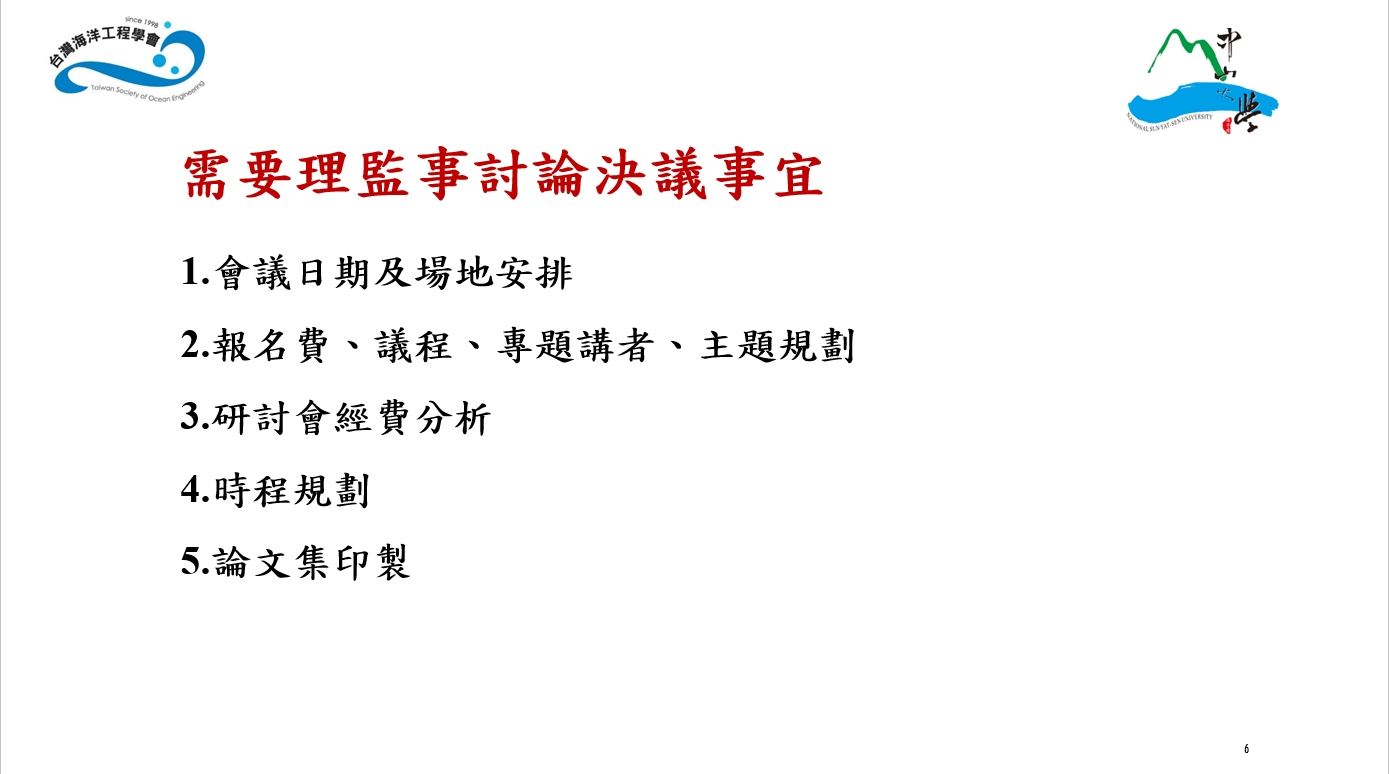 since 1998
台灣海洋工程學會
Taiwan Society of Ocean Engineering
中山大學
NATIONAL SUN YAT-SEN UNIVERSITY
需要理監事討論決議事宜
1.會議日期及場地安排
2.報名費、議程、專題講者、主題規劃
3.研討會經費分析
4.時程規劃
5.論文集印製
6